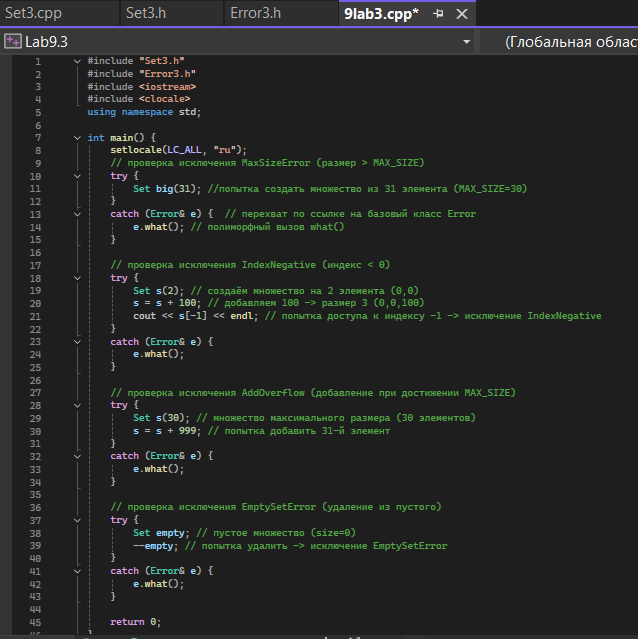 Set3.cpp Set3.h Error3.h 9lab3.cpp*
Lab9.3 (Глобальная облас
1 #include "Set3.h"
2 #include "Error3.h"
3 #include <iostream>
4 #include <clocale>
5 using namespace std;
6
7 int main() {
8 setlocale(LC_ALL, "ru");
9 // проверка исключения MaxSizeError (размер > MAX_SIZE)
10 try {
11 Set big(31); //попытка создать множество из 31 элемента (MAX_SIZE=30)
12 }
13 catch (Error& e) { // перехват по ссылке на базовый класс Error
14 e.what(); // полиморфный вызов what()
15 }
16
17 // проверка исключения IndexNegative (индекс < 0)
18 try {
19 Set s(2); // создаём множество на 2 элемента (0,0)
20 s = s + 100; // добавляем 100 -> размер 3 (0,0,100)
21 cout << s[-1] << endl; // попытка доступа к индексу -1 -> исключение IndexNegative
22 }
23 catch (Error& e) {
24 e.what();
25 }
26
27 // проверка исключения AddOverflow (добавление при достижении MAX_SIZE)
28 try {
29 Set s(30); // множество максимального размера (30 элементов)
30 s = s + 999; // попытка добавить 31-й элемент
31 }
32 catch (Error& e) {
33 e.what();
34 }
35
36 // проверка исключения EmptySetError (удаление из пустого)
37 try {
38 Set empty; // пустое множество (size=0)
39 --empty; // попытка удалить -> исключение EmptySetError
40 }
41 catch (Error& e) {
42 e.what();
43 }
44
45 return 0;
46 }